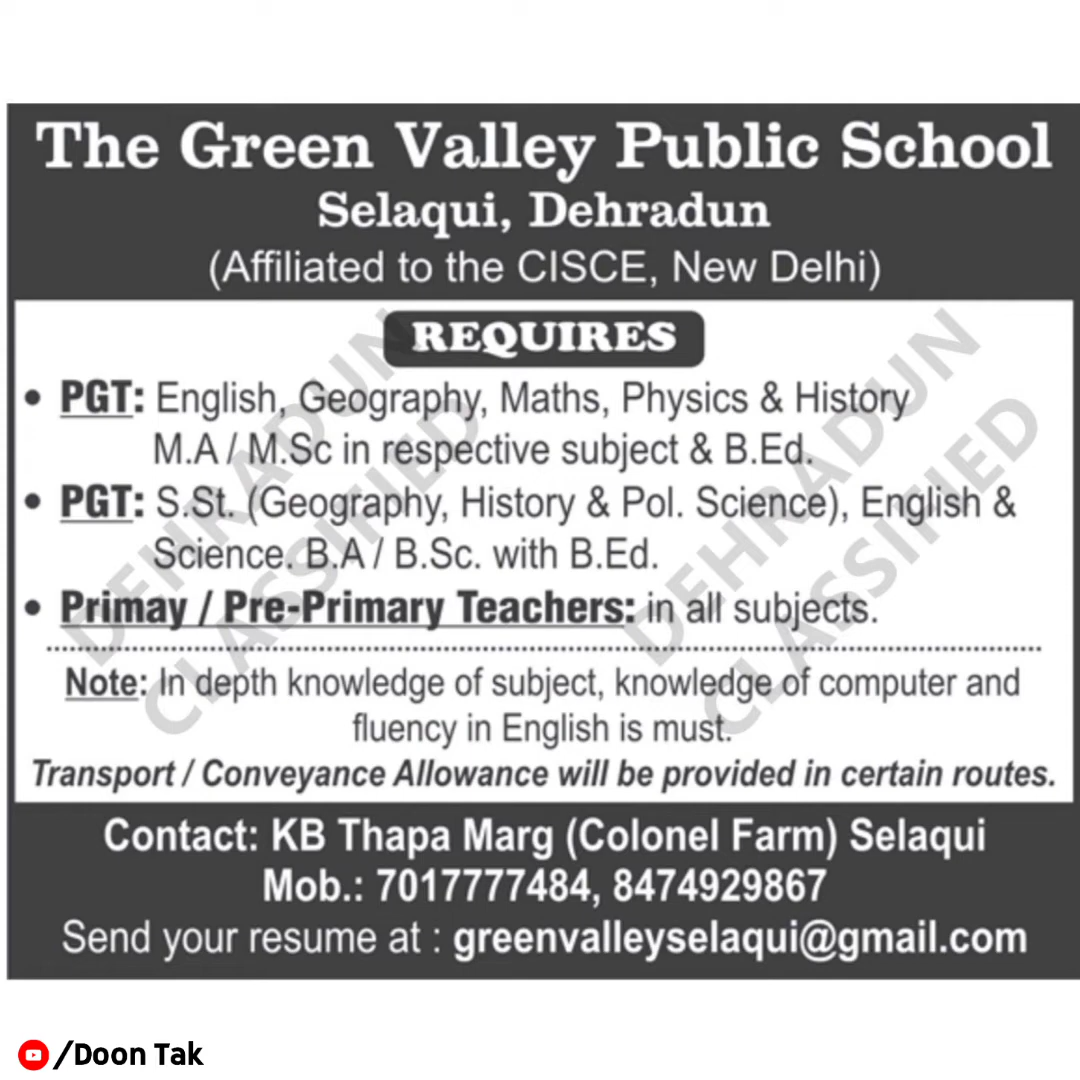 The Green Valley Public School
Selaqui, Dehradun
(Affiliated to the CISCE, New Delhi)
REQUIRES
• PGT: English, Geography, Maths, Physics & History
M.A / M.Sc in respective subject & B.Ed.
• PGT: S.St. (Geography, History & Pol. Science), English &
Science. B.A / B.Sc. with B.Ed.
• Primay / Pre-Primary Teachers: in all subjects.
Note: In depth knowledge of subject, knowledge of computer and
fluency in English is must.
Transport / Conveyance Allowance will be provided in certain routes.
Contact: KB Thapa Marg (Colonel Farm) Selaqui
Mob.: 7017777484, 8474929867
Send your resume at : greenvalleyselaqui@gmail.com
DEHRADUN
CLASSIFIED
DEHRADUN
CLASSIFIED
/Doon Tak